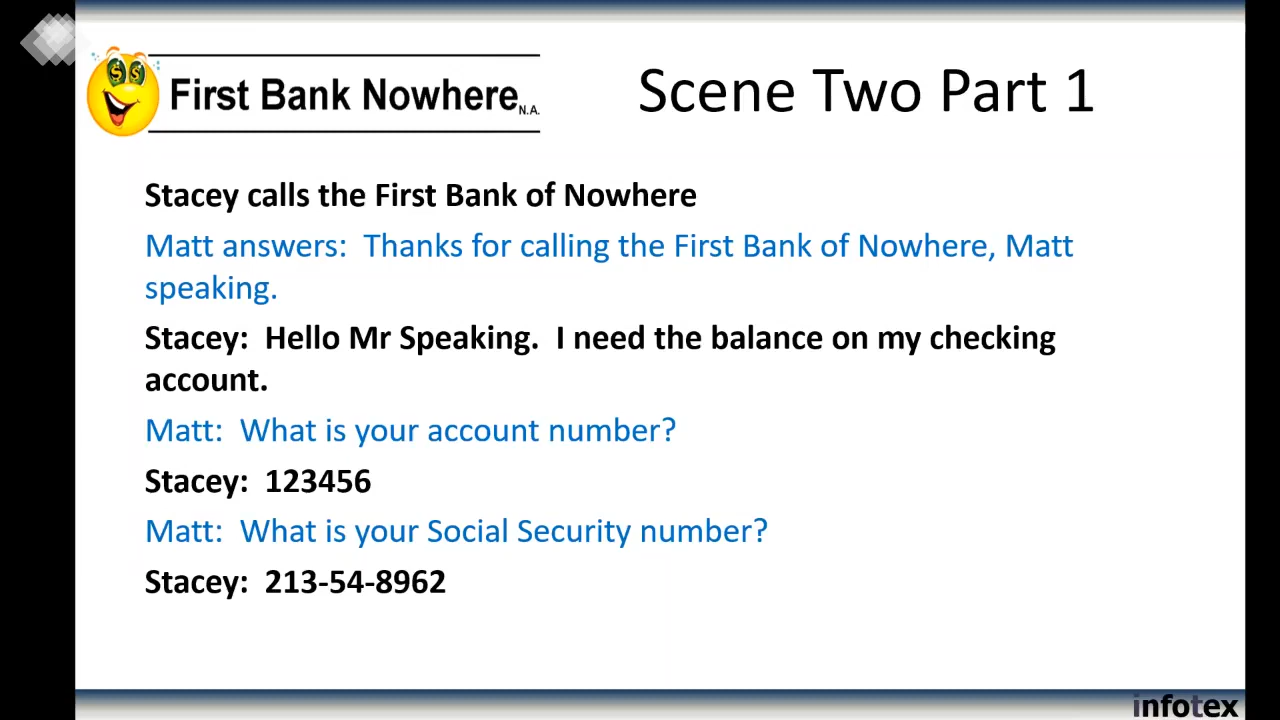 First Bank Nowhere N.A.
Scene Two Part 1
Stacey calls the First Bank of Nowhere
Matt answers:  Thanks for calling the First Bank of Nowhere, Matt
speaking.
Stacey:  Hello Mr Speaking.  I need the balance on my checking
account.
Matt:  What is your account number?
Stacey:  123456
Matt:  What is your Social Security number?
Stacey:  213-54-8962
infotex